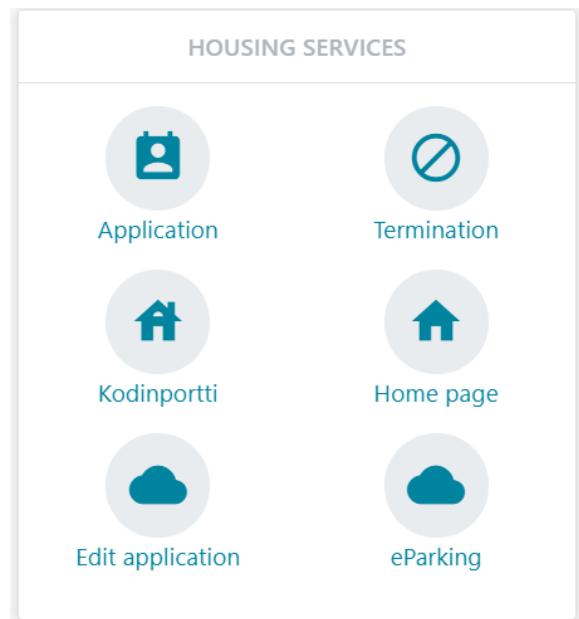 HOUSING SERVICES
Application
Termination
Kodinportti
Home page
Edit application
eParking